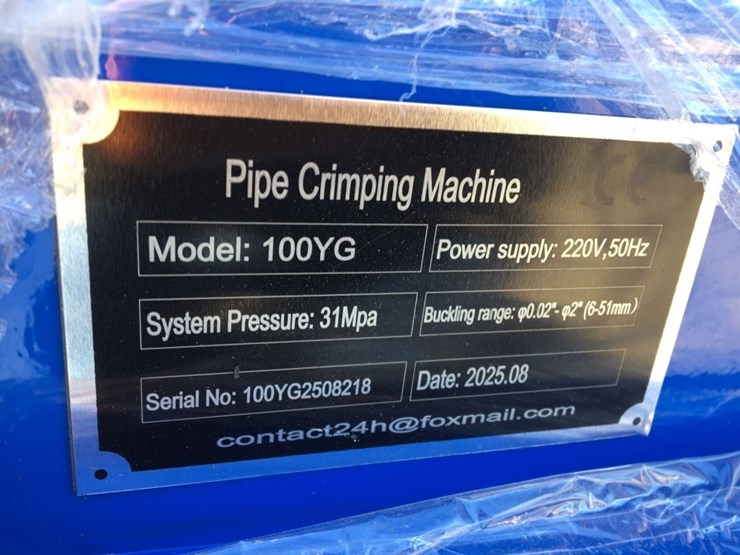 CE
Pipe Crimping Machine
Model: 100YG
Power supply: 220V,50Hz
System Pressure: 31Mpa
Buckling range: φ0.02"- φ2" (6-51mm)
Serial No: 100YG2508218
Date: 2025.08
contact24h@foxmail.com